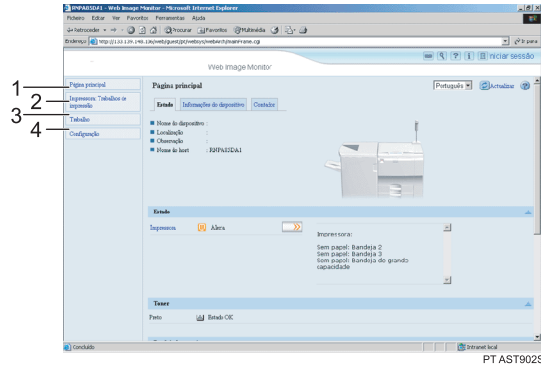 RNPA85DA1 - Web Image Monitor - Microsoft Internet Explorer
Ficheiro Editar Ver Favoritos Ferramentas Ajuda
Retroceder Procurar Favoritos Multimédia
Endereço Ir para
Web Image Monitor
Iniciar sessão
1 Página principal
2 Impressora: Trabalhos de impressão
3 Trabalho
4 Configuração
Página principal
Português Actualizar
Estado Informações do dispositivo Contador
Nome do dispositivo :
Localização :
Observação :
Nome do host : RNPA85DA1
Estado
Impressora Alerta
Impressora:
Sem papel: Bandeja 2
Sem papel: Bandeja 3
Sem papel: Bandeja de grande capacidade
Toner
Preto Estado OK
Concluído
Intranet local
PT AST902S